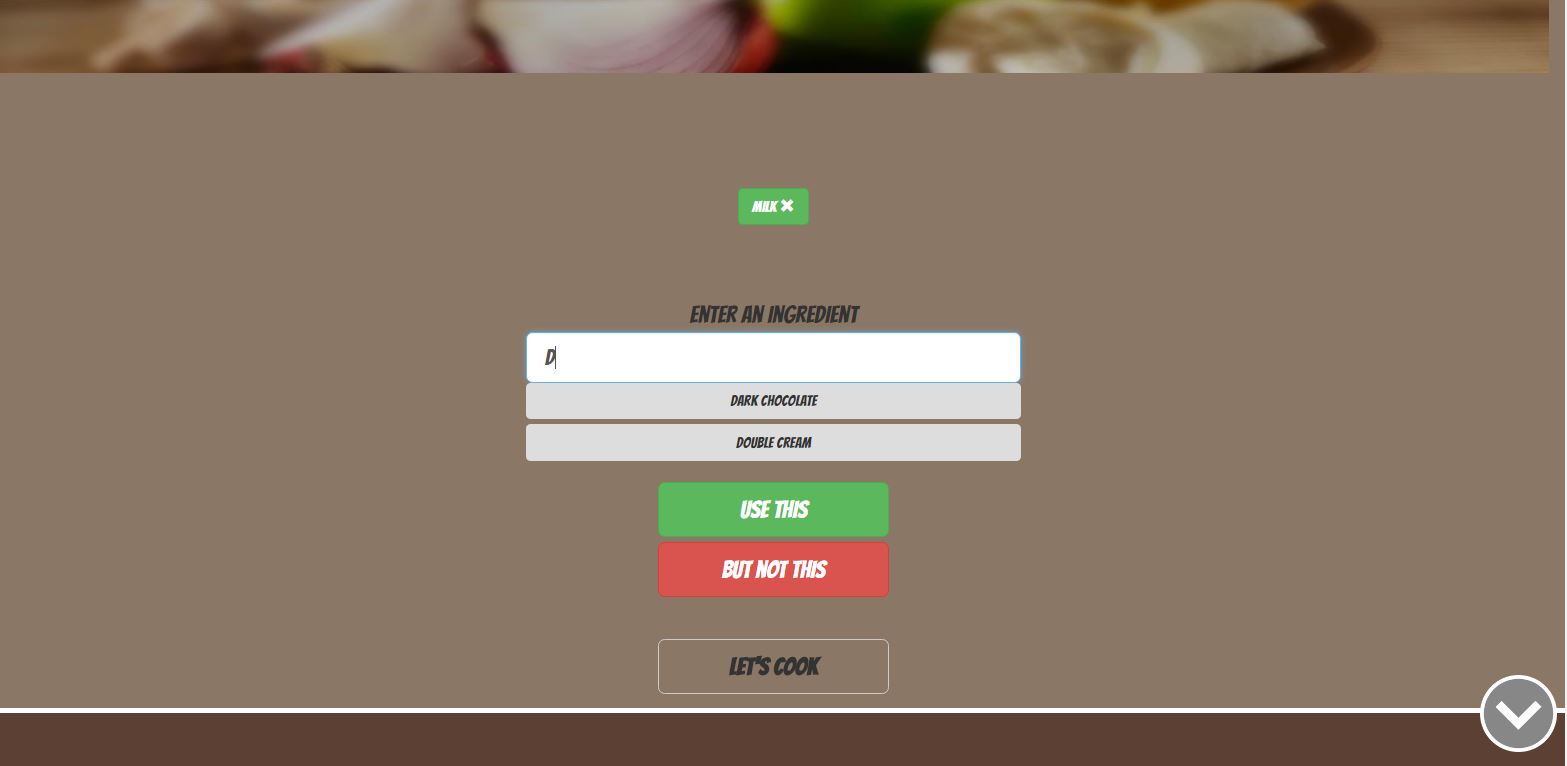 MILK ✖
ENTER AN INGREDIENT
D
DARK CHOCOLATE
DOUBLE CREAM
USE THIS
BUT NOT THIS
LET'S COOK